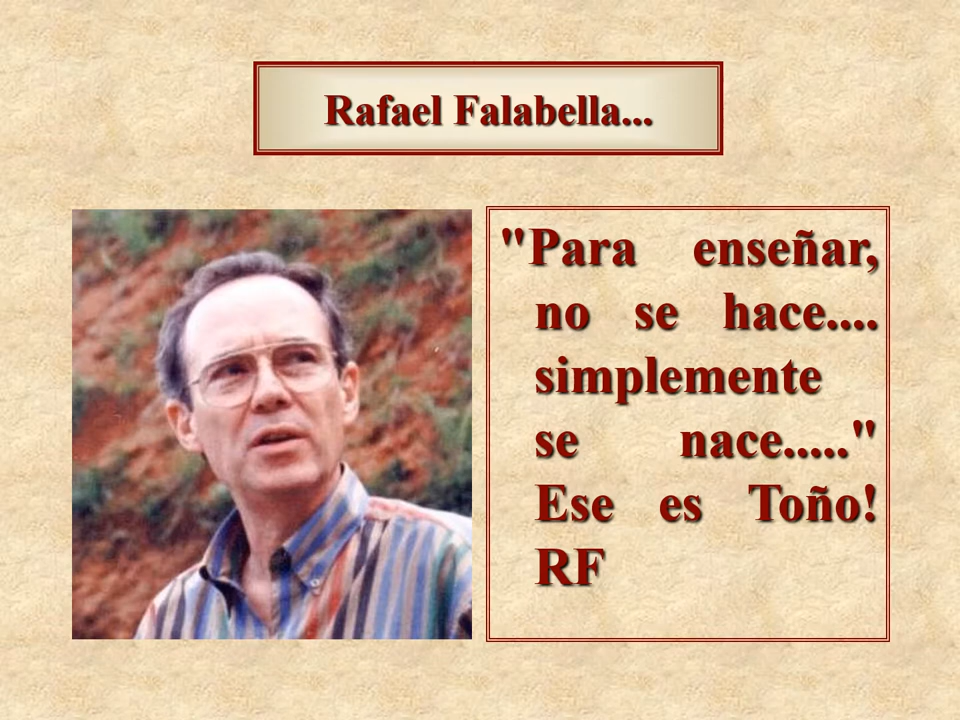 Rafael Falabella...
"Para enseñar,
no se hace....
simplemente
se nace....."
Ese es Toño!
RF